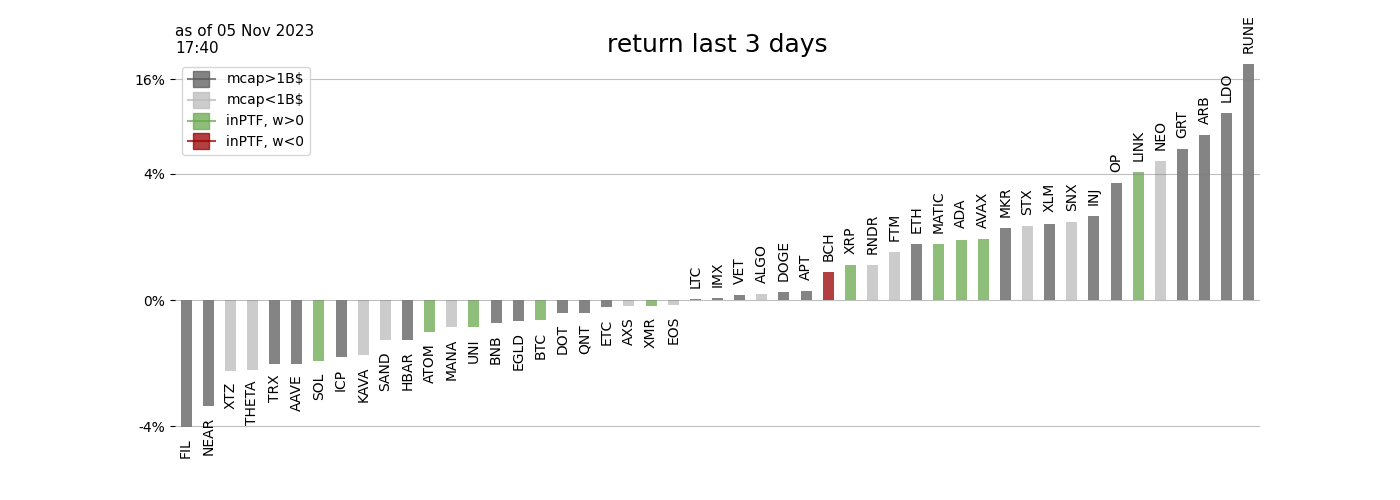 as of 05 Nov 2023
17:40
return last 3 days
mcap>1B$
mcap<1B$
inPTF, w>0
inPTF, w<0
16%
4%
0%
-4%
FIL
NEAR
XTZ
THETA
TRX
AAVE
SOL
ICP
KAVA
SAND
HBAR
ATOM
MANA
UNI
BNB
EGLD
BTC
DOT
QNT
ETC
AXS
XMR
EOS
LTC
IMX
VET
ALGO
DOGE
APT
BCH
XRP
RNDR
FTM
ETH
MATIC
ADA
AVAX
MKR
STX
XLM
SNX
INJ
OP
LINK
NEO
GRT
ARB
LDO
RUNE